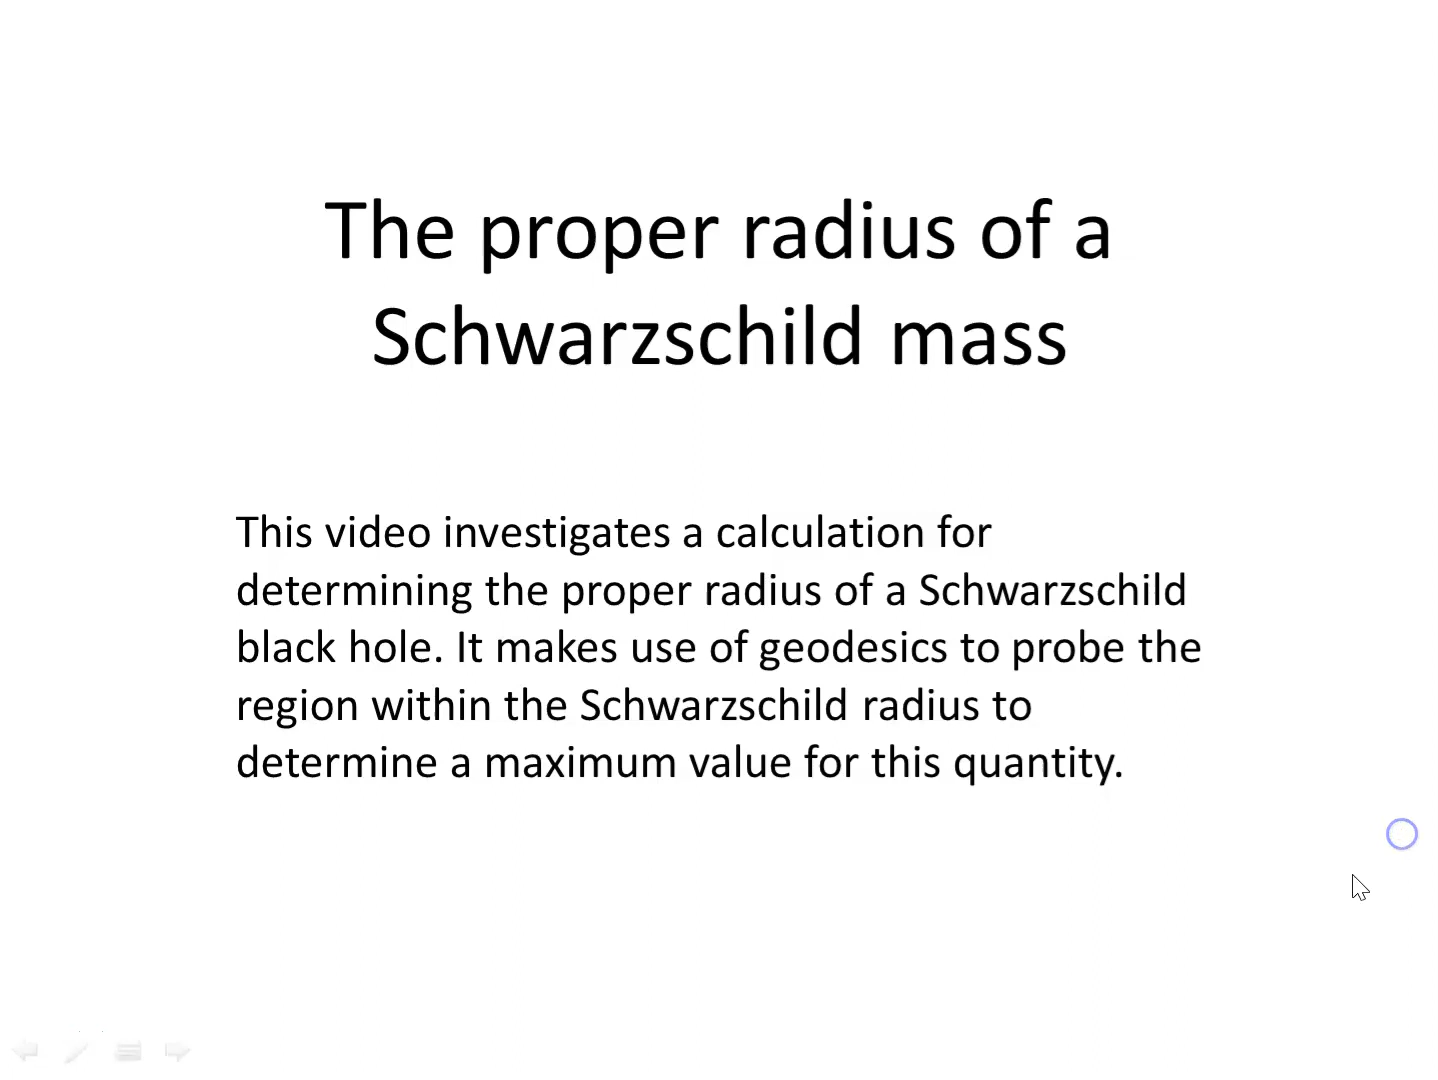 The proper radius of a
Schwarzschild mass
This video investigates a calculation for
determining the proper radius of a Schwarzschild
black hole. It makes use of geodesics to probe the
region within the Schwarzschild radius to
determine a maximum value for this quantity.